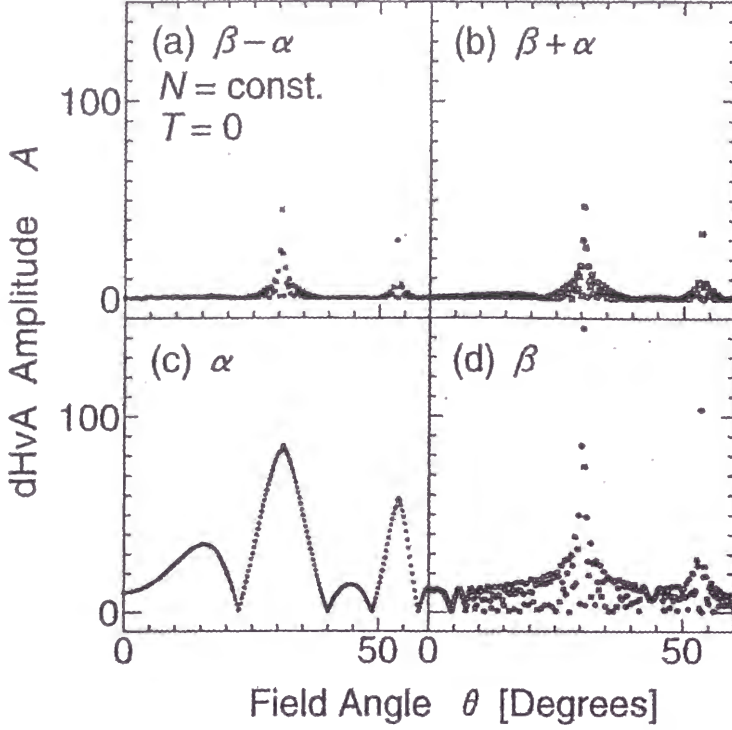 (a) β−α
N = const.
T = 0
(b) β+α
100
0
(c) α
(d) β
100
0
0
50
0
50
dHvA Amplitude A
Field Angle θ [Degrees]